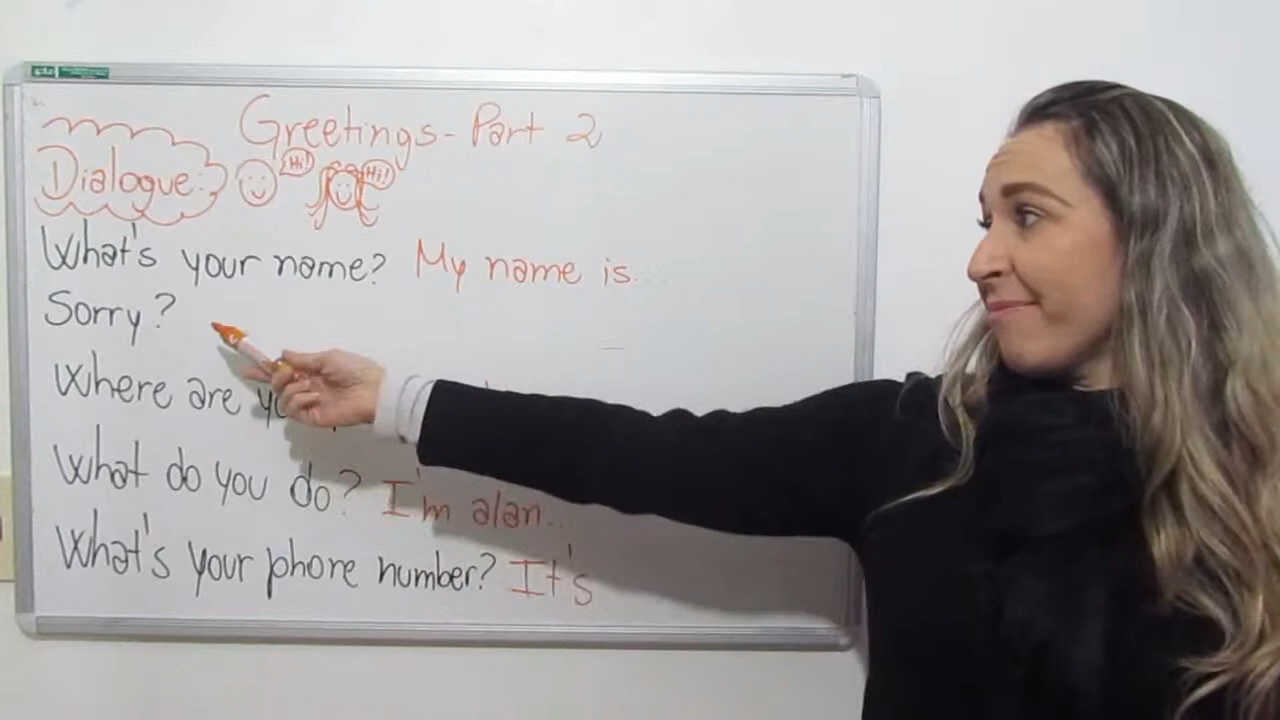 Greetings - Part 2
Dialogue:
Hi!
Hi!
What's your name? My name is...
Sorry?
Where are
What do you do? I'm a/an...
What's your phone number? It's